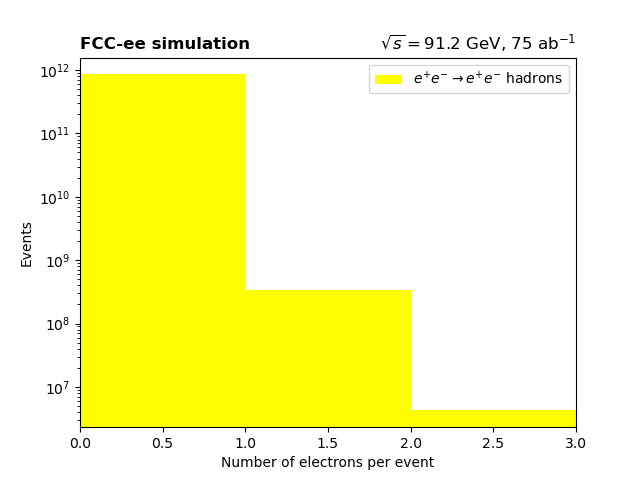 FCC-ee simulation
√s = 91.2 GeV, 75 ab⁻¹
e⁺e⁻ → e⁺e⁻ hadrons
Events
10¹²
10¹¹
10¹⁰
10⁹
10⁸
10⁷
0.0 0.5 1.0 1.5 2.0 2.5 3.0
Number of electrons per event